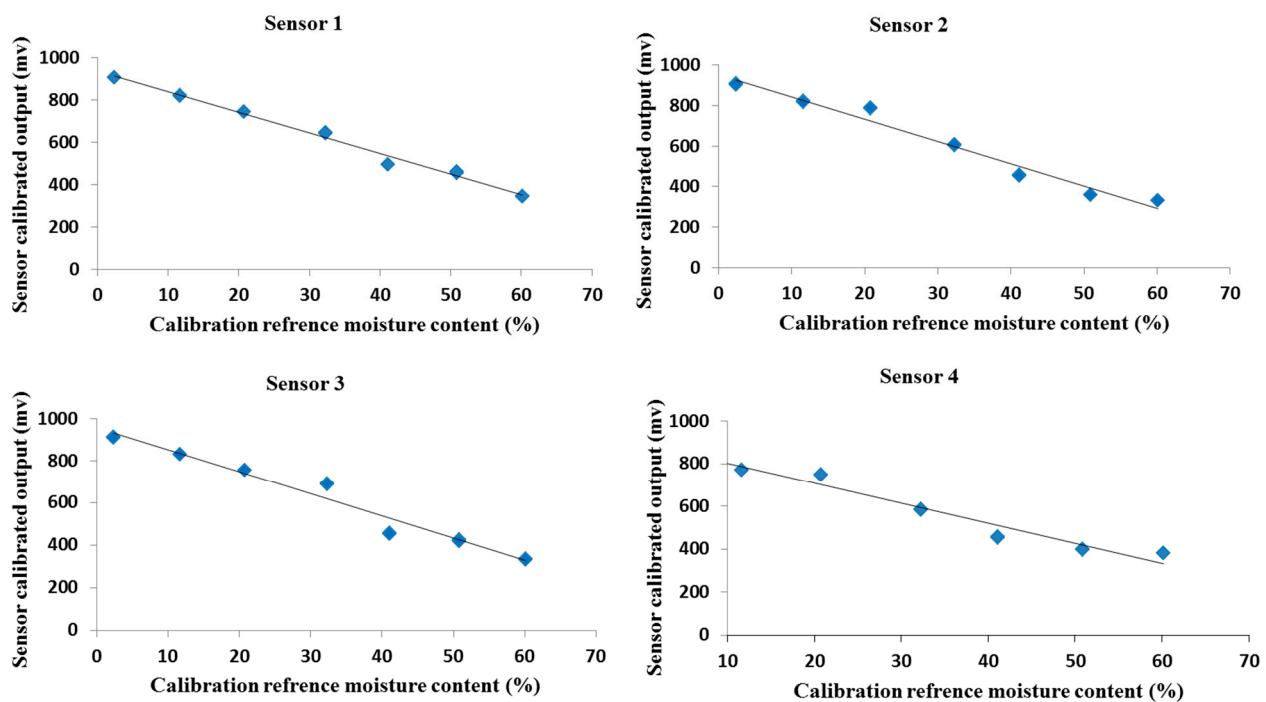 Sensor 1
Sensor calibrated output (mv)
1000
800
600
400
200
0
0 10 20 30 40 50 60 70
Calibration refrence moisture content (%)
Sensor 2
Sensor calibrated output (mv)
1000
800
600
400
200
0
0 10 20 30 40 50 60 70
Calibration refrence moisture content (%)
Sensor 3
Sensor calibrated output (mv)
1000
800
600
400
200
0
0 10 20 30 40 50 60 70
Calibration refrence moisture content (%)
Sensor 4
Sensor calibrated output (mv)
1000
800
600
400
200
0
10 20 30 40 50 60 70
Calibration refrence moisture content (%)